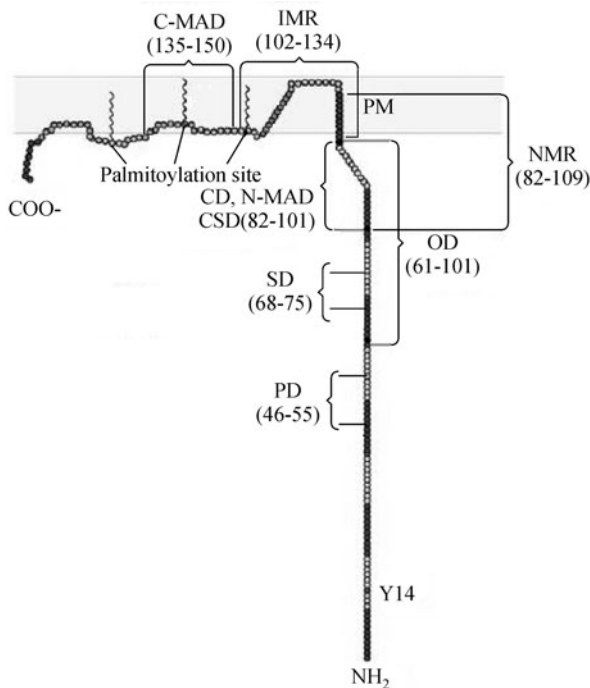 C-MAD
(135-150)
IMR
(102-134)
PM
NMR
(82-109)
Palmitoylation site
COO-
CD, N-MAD
CSD(82-101)
OD
(61-101)
SD
(68-75)
PD
(46-55)
Y14
NH₂